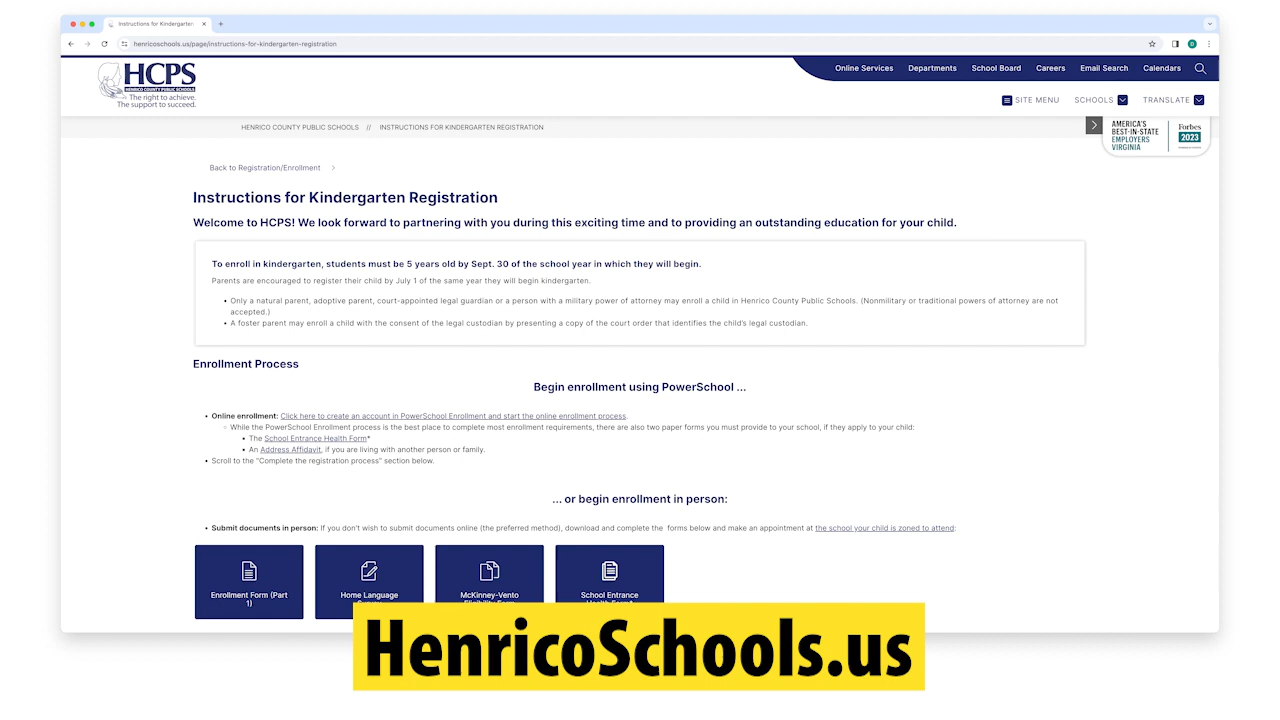 Instructions for Kindergarten
henricoschools.us/page/instructions-for-kindergarten-registration
Online Services Departments School Board Careers Email Search Calendars
HCPS
HENRICO COUNTY PUBLIC SCHOOLS
The right to achieve.
The support to succeed.
SITE MENU SCHOOLS TRANSLATE
HENRICO COUNTY PUBLIC SCHOOLS // INSTRUCTIONS FOR KINDERGARTEN REGISTRATION
AMERICA'S
BEST-IN-STATE
EMPLOYERS
VIRGINIA
Forbes
2023
Back to Registration/Enrollment
Instructions for Kindergarten Registration
Welcome to HCPS! We look forward to partnering with you during this exciting time and to providing an outstanding education for your child.
To enroll in kindergarten, students must be 5 years old by Sept. 30 of the school year in which they will begin.
Parents are encouraged to register their child by July 1 of the same year they will begin kindergarten.
• Only a natural parent, adoptive parent, court-appointed legal guardian or a person with a military power of attorney may enroll a child in Henrico County Public Schools. (Nonmilitary or traditional powers of attorney are not
accepted.)
• A foster parent may enroll a child with the consent of the legal custodian by presenting a copy of the court order that identifies the child's legal custodian.
Enrollment Process
Begin enrollment using PowerSchool ...
• Online enrollment: Click here to create an account in PowerSchool Enrollment and start the online enrollment process.
○ While the PowerSchool Enrollment process is the best place to complete most enrollment requirements, there are also two paper forms you must provide to your school, if they apply to your child:
▪ The School Entrance Health Form*
▪ An Address Affidavit, if you are living with another person or family.
• Scroll to the "Complete the registration process" section below.
... or begin enrollment in person:
• Submit documents in person: If you don't wish to submit documents online (the preferred method), download and complete the forms below and make an appointment at the school your child is zoned to attend:
Enrollment Form (Part
1)
Home Language
McKinney-Vento
School Entrance
HenricoSchools.us